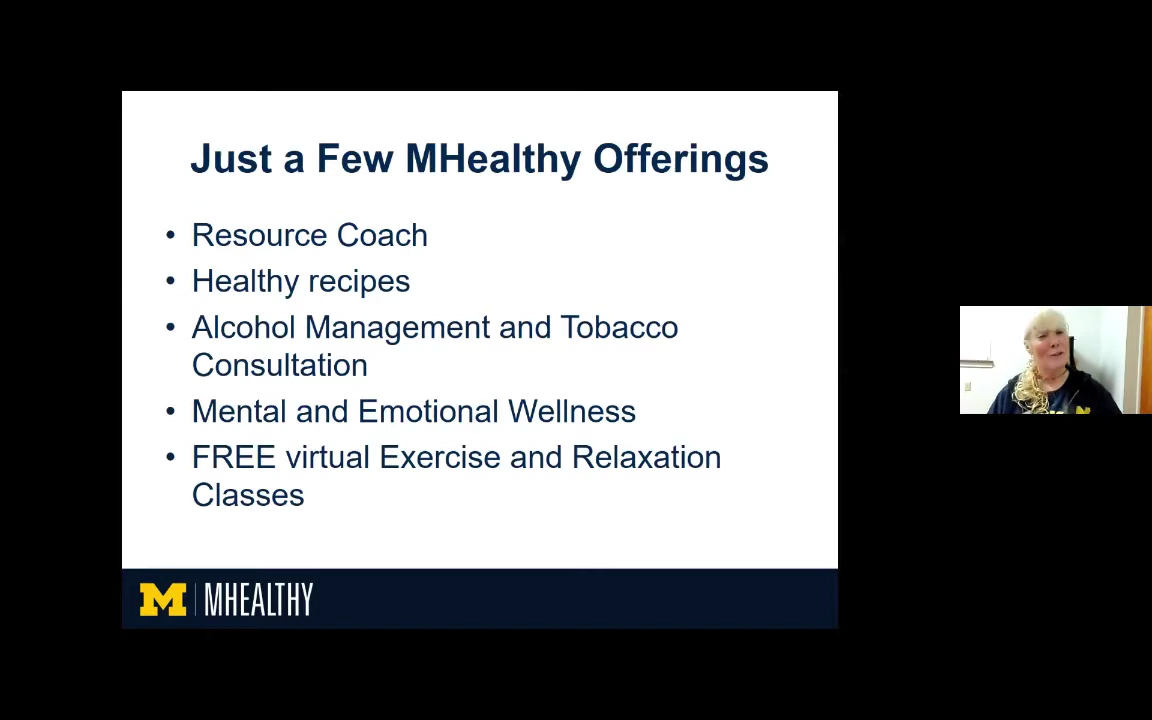 Just a Few MHealthy Offerings
• Resource Coach
• Healthy recipes
• Alcohol Management and Tobacco
Consultation
• Mental and Emotional Wellness
• FREE virtual Exercise and Relaxation
Classes
M | MHEALTHY